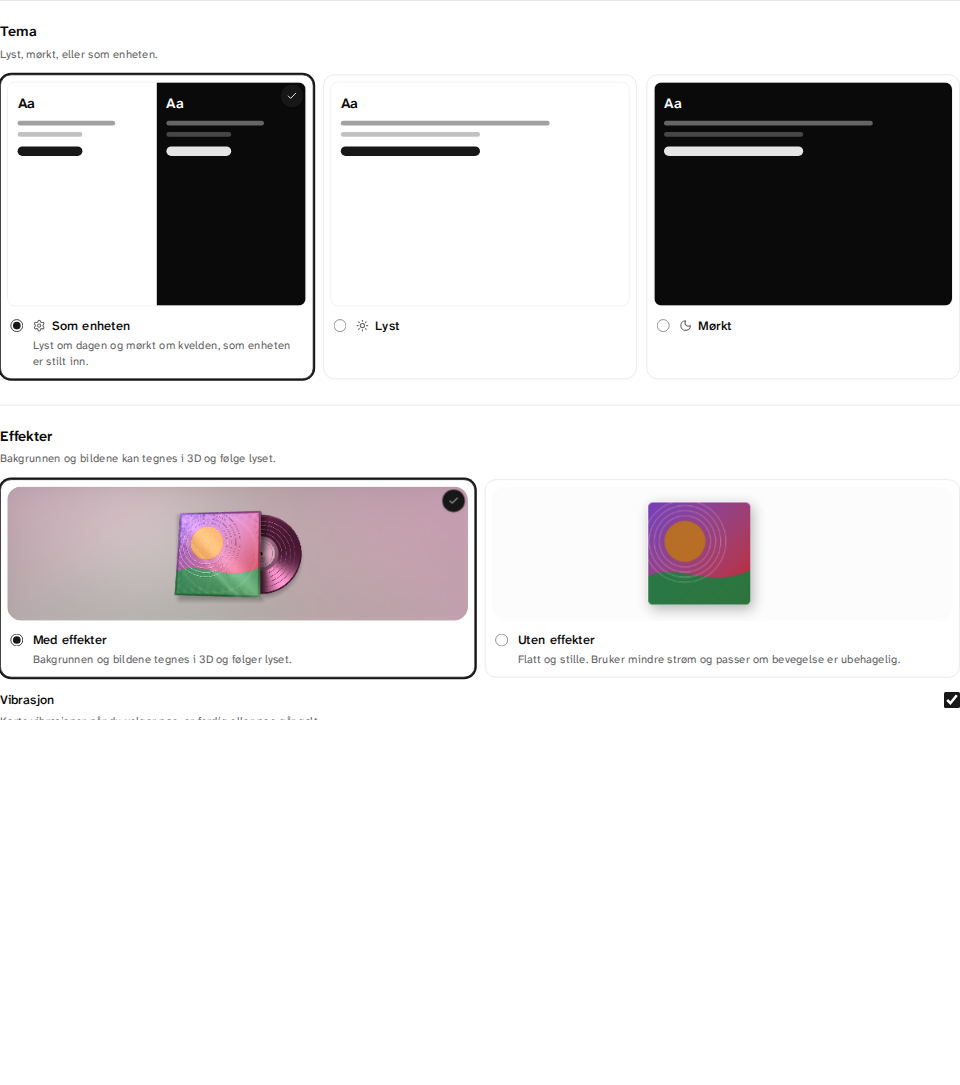 Tema
Lyst, mørkt, eller som enheten.
Aa
Aa
Aa
Aa
Som enheten
Lyst
Mørkt
Lyst om dagen og mørkt om kvelden, som enheten
er stilt inn.
Effekter
Bakgrunnen og bildene kan tegnes i 3D og følge lyset.
Med effekter
Uten effekter
Bakgrunnen og bildene tegnes i 3D og følger lyset.
Flatt og stille. Bruker mindre strøm og passer om bevegelse er ubehagelig.
Vibrasjon